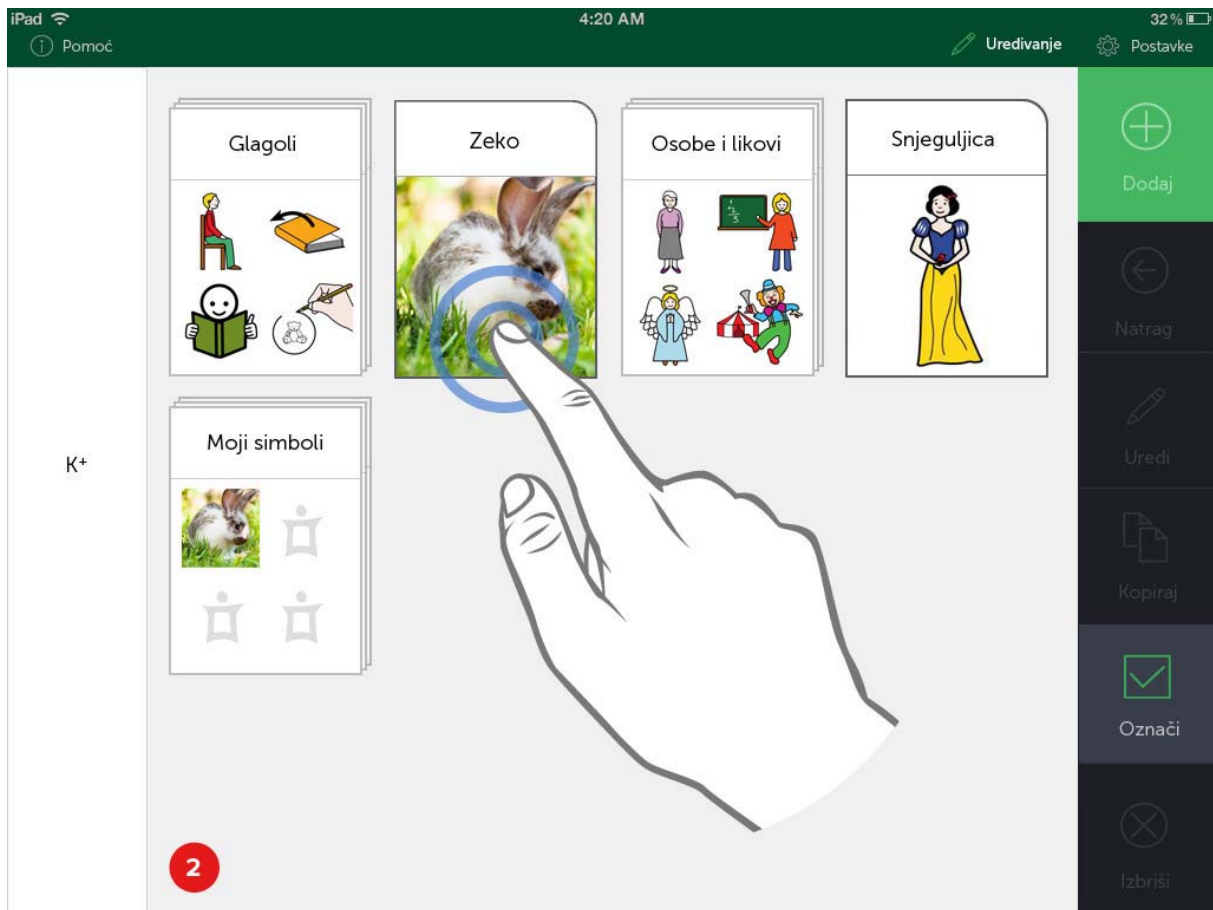 iPad 4:20 AM 32 %
Pomoć Uređivanje Postavke
Glagoli Zeko Osobe i likovi Snjeguljica
Moji simboli
K+
Dodaj
Natrag
Uredi
Kopiraj
Označi
Izbriši
2